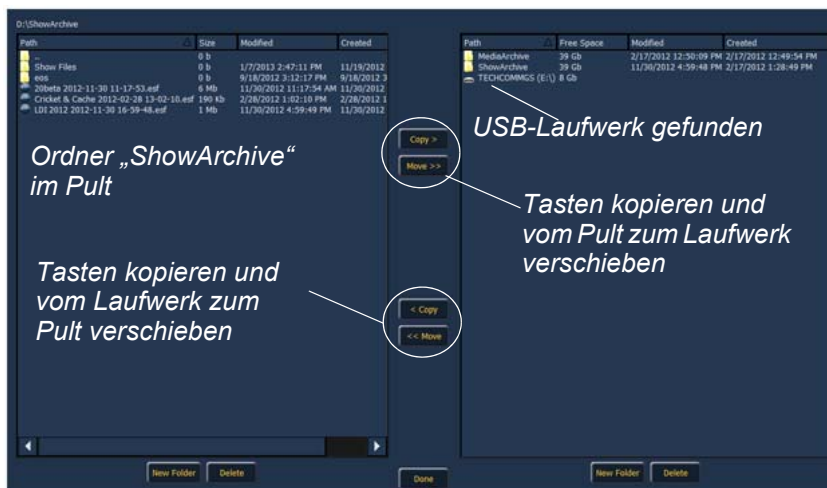 D:\ShowArchive
Path Size Modified Created
.. 0 b
Show Files 0 b 1/7/2013 2:47:11 PM 11/19/2012
eos 0 b 9/18/2012 3:12:17 PM 9/18/2012 3
20beta 2012-11-30 11-17-53.esf 6 Mb 11/30/2012 11:17:54 AM 11/30/2012
Cricket & Cache 2012-02-28 13-02-10.esf 190 Kb 2/28/2012 1:02:10 PM 2/28/2012 1
LDI 2012 2012-11-30 16-59-48.esf 1 Mb 11/30/2012 4:59:49 PM 11/30/2012
Ordner „ShowArchive“
im Pult
Tasten kopieren und
vom Laufwerk zum
Pult verschieben
New Folder Delete
Copy >
Move >>
< Copy
<< Move
Done
Path Free Space Modified Created
MediaArchive 39 Gb 2/17/2012 12:50:09 PM 2/17/2012 12:49:54 PM
ShowArchive 39 Gb 11/30/2012 4:59:48 PM 2/17/2012 1:28:49 PM
TECHCOMMGS (E:\) 8 Gb
USB-Laufwerk gefunden
Tasten kopieren und
vom Pult zum Laufwerk
verschieben
New Folder Delete